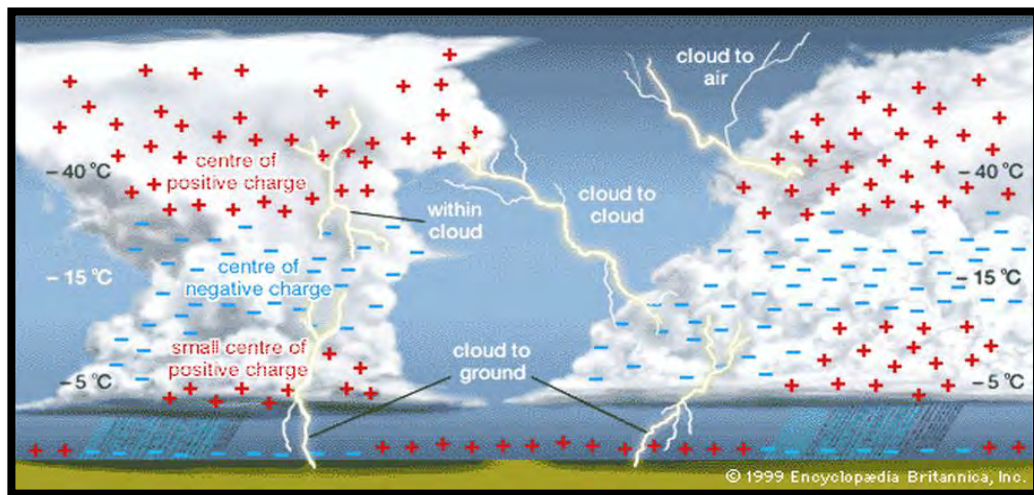 cloud to
air
centre of
positive charge
– 40 °C
– 40 °C
within
cloud
cloud to
cloud
centre of
negative charge
– 15 °C
– 15 °C
small centre of
positive charge
cloud to
ground
– 5 °C
– 5 °C
© 1999 Encyclopædia Britannica, Inc.